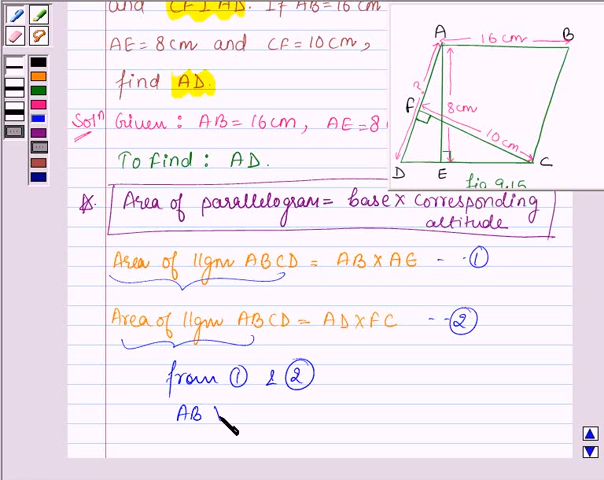 and CF ⊥ AD. If AB = 16 cm
AE = 8 cm and CF = 10 cm,
find AD.
Soln Given : AB = 16 cm, AE = 8
To find : AD.
Area of parallelogram = base × corresponding
altitude
Area of ||gm ABCD = AB × AE -- ①
Area of ||gm ABCD = AD × FC -- ②
from ① & ②
AB
A 16 cm B
?
F 8 cm
10 cm
D E C
fig 9.15